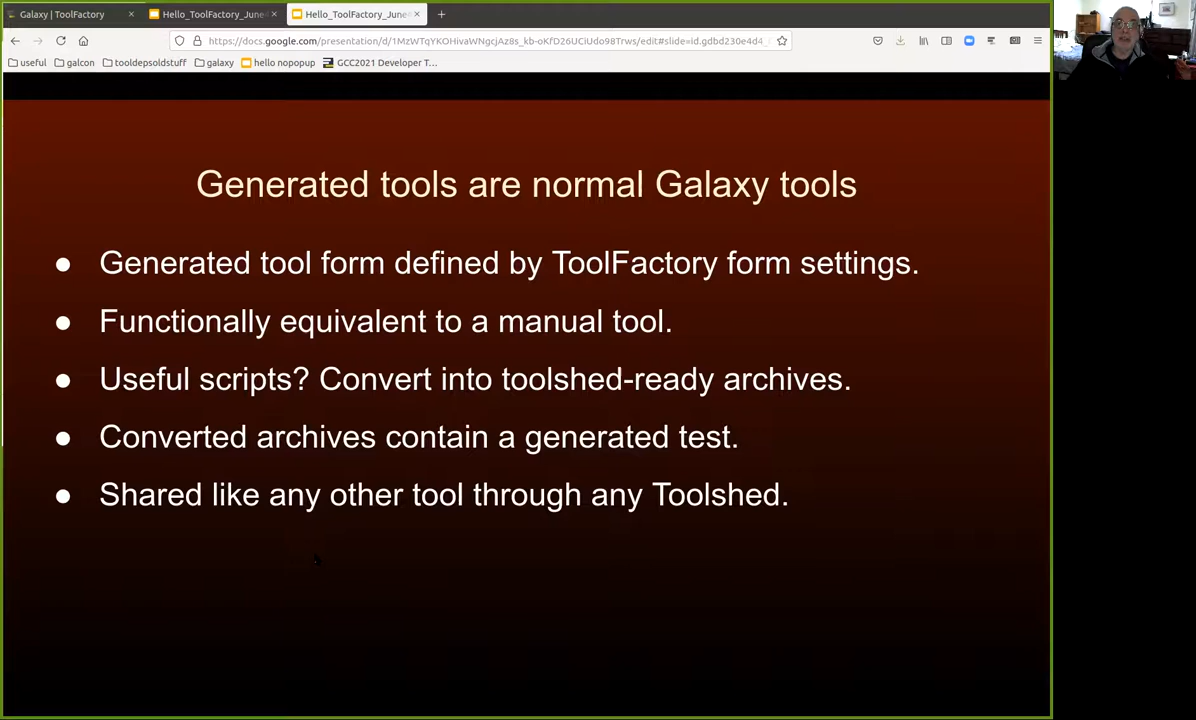 Galaxy | ToolFactory
Hello_ToolFactory_June
Hello_ToolFactory_June
useful
galcon
tooldepsoldstuff
galaxy
hello nopopup
GCC2021 Developer T...
Generated tools are normal Galaxy tools
Generated tool form defined by ToolFactory form settings.
Functionally equivalent to a manual tool.
Useful scripts? Convert into toolshed-ready archives.
Converted archives contain a generated test.
Shared like any other tool through any Toolshed.